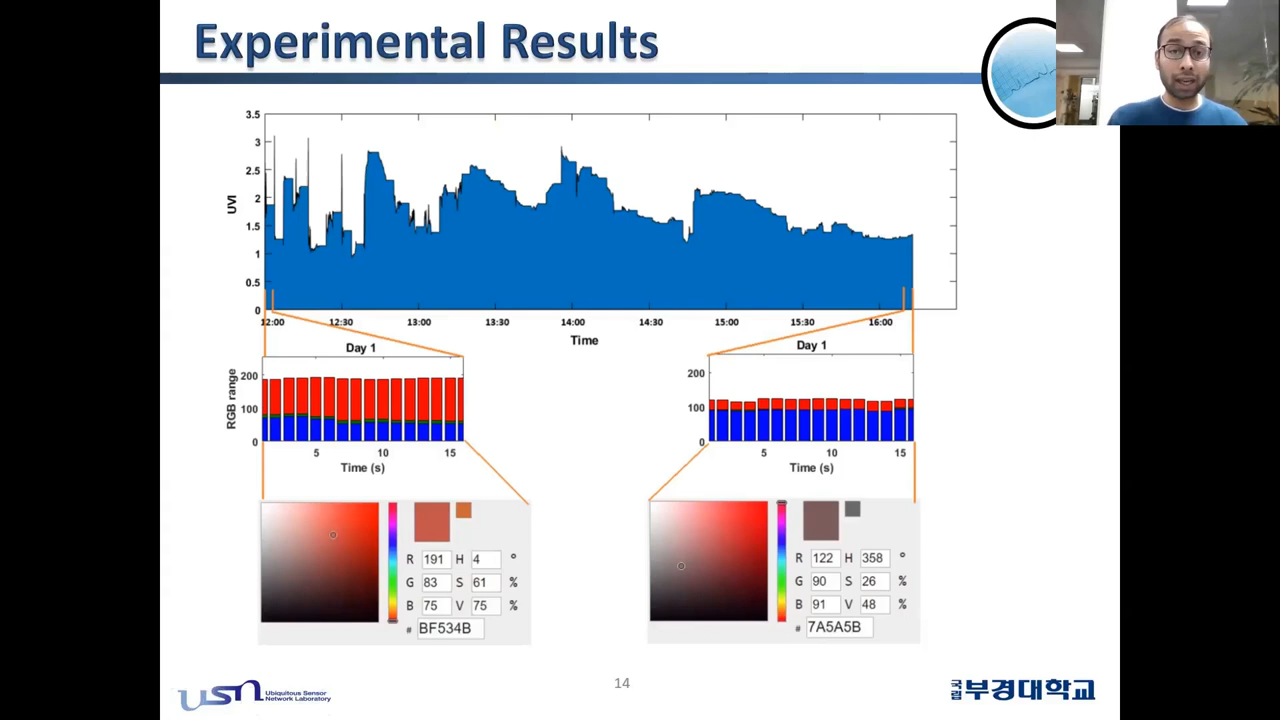 Experimental Results
3.5
3
2.5
2
1.5
1
0.5
0
UVI
12:00 12:30 13:00 13:30 14:00 14:30 15:00 15:30 16:00
Time
Day 1
200
100
0
RGB range
5 10 15
Time (s)
Day 1
200
100
0
5 10 15
Time (s)
R 191 H 4 °
G 83 S 61 %
B 75 V 75 %
# BF534B
R 122 H 358 °
G 90 S 26 %
B 91 V 48 %
# 7A5A5B
usn Ubiquitous Sensor
Network Laboratory
14
국립 부경대학교